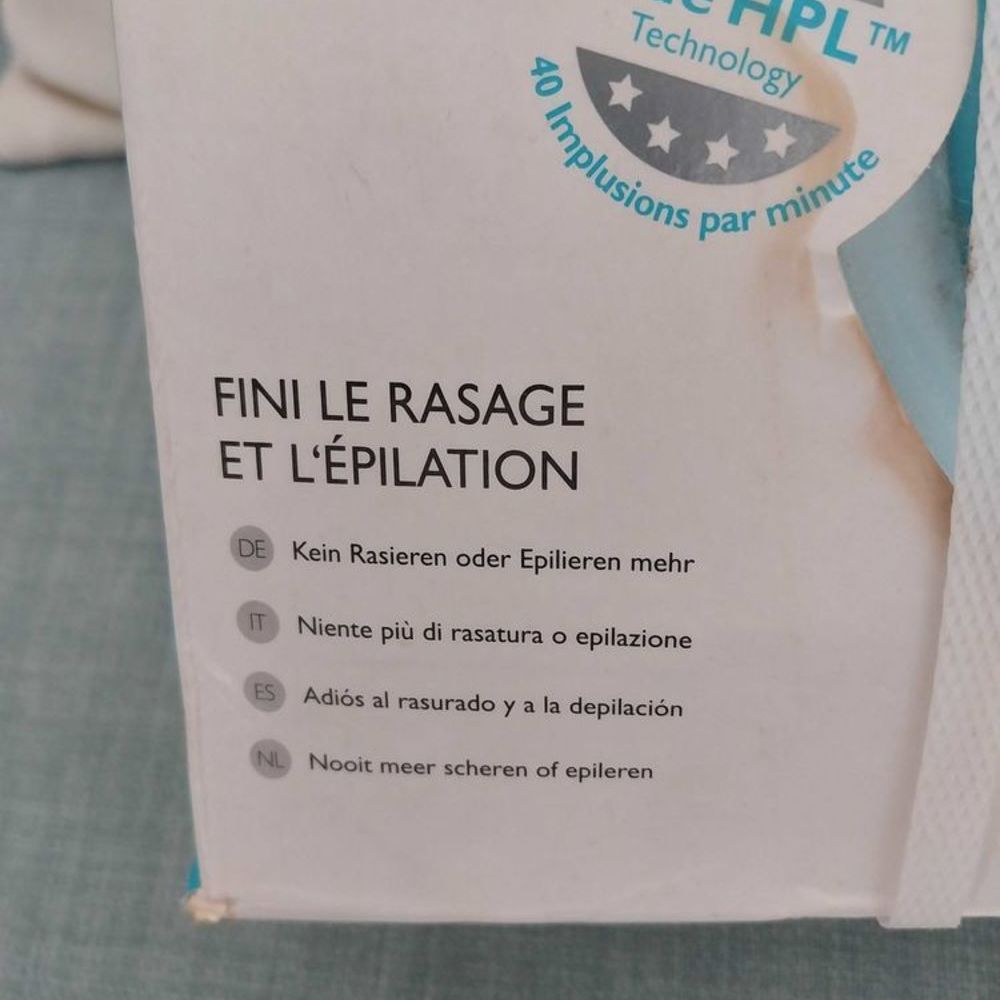 HPL™
Technology
40 Implusions par minute
FINI LE RASAGE
ET L‘ÉPILATION
DE Kein Rasieren oder Epilieren mehr
IT Niente più di rasatura o epilazione
ES Adiós al rasurado y a la depilación
NL Nooit meer scheren of epileren